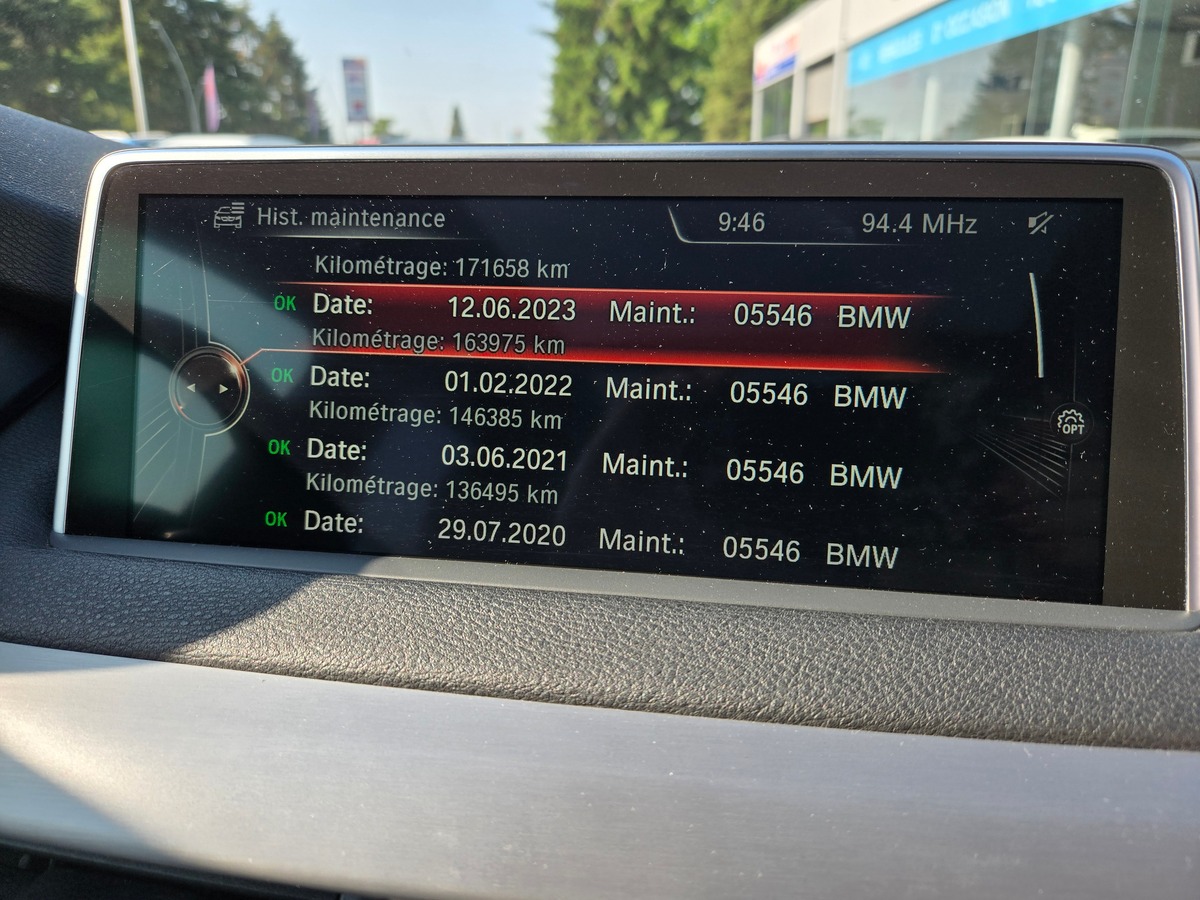 Hist. maintenance 9:46 94.4 MHz
Kilométrage: 171658 km
OK Date: 12.06.2023 Maint.: 05546 BMW
Kilométrage: 163975 km
OK Date: 01.02.2022 Maint.: 05546 BMW
Kilométrage: 146385 km
OK Date: 03.06.2021 Maint.: 05546 BMW
Kilométrage: 136495 km
OK Date: 29.07.2020 Maint.: 05546 BMW
OPT